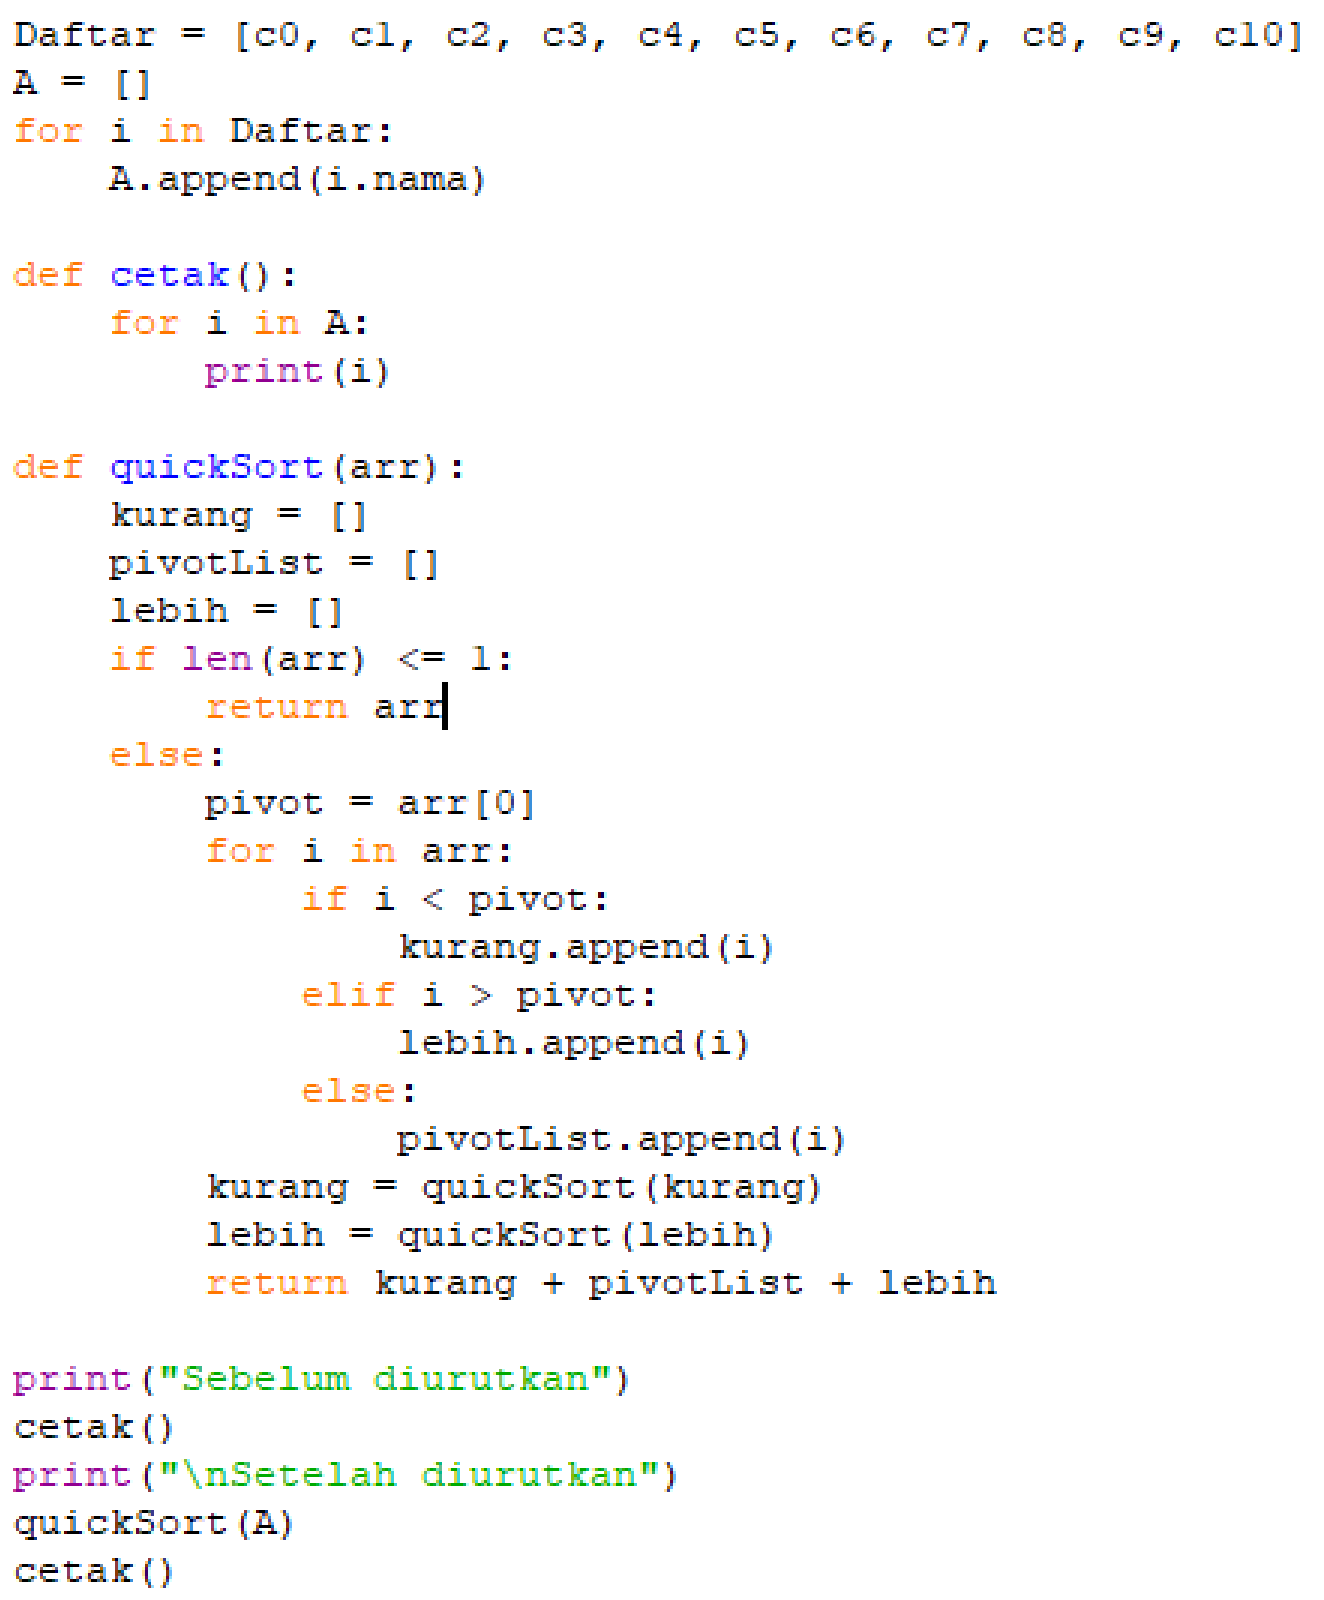 Daftar = [c0, c1, c2, c3, c4, c5, c6, c7, c8, c9, c10]
A = []
for i in Daftar:
    A.append(i.nama)

def cetak():
    for i in A:
        print(i)

def quickSort(arr):
    kurang = []
    pivotList = []
    lebih = []
    if len(arr) <= 1:
        return arr
    else:
        pivot = arr[0]
        for i in arr:
            if i < pivot:
                kurang.append(i)
            elif i > pivot:
                lebih.append(i)
            else:
                pivotList.append(i)
        kurang = quickSort(kurang)
        lebih = quickSort(lebih)
        return kurang + pivotList + lebih

print("Sebelum diurutkan")
cetak()
print("\nSetelah diurutkan")
quickSort(A)
cetak()